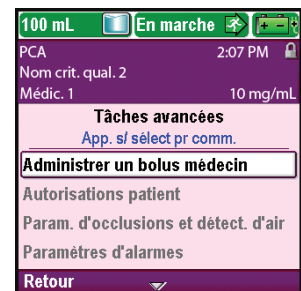 100 mL En marche
PCA 2:07 PM
Nom crit. qual. 2
Médic. 1 10 mg/mL
Tâches avancées
App. s/ sélect pr comm.
Administrer un bolus médecin
Autorisations patient
Param. d'occlusions et détect. d'air
Paramètres d'alarmes
Retour